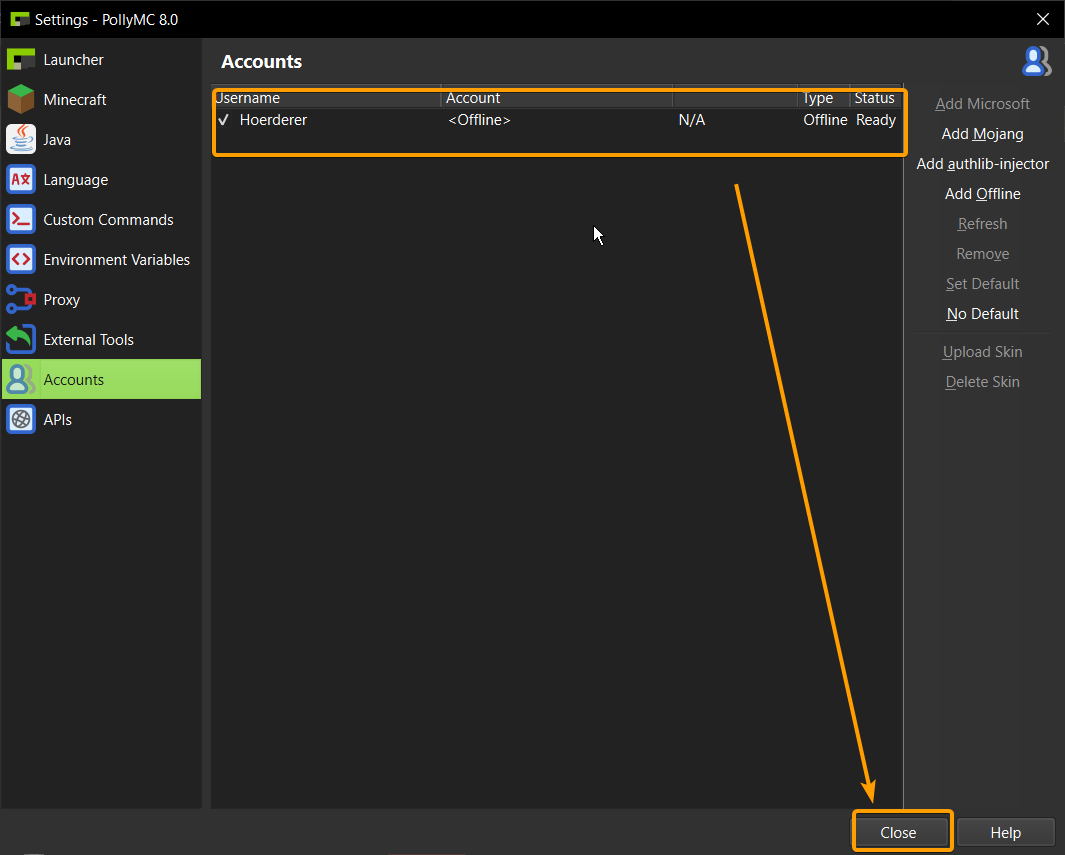 Settings - PollyMC 8.0
Launcher
Minecraft
Java
Language
Custom Commands
Environment Variables
Proxy
External Tools
Accounts
APIs
Accounts
Username Account Type Status
Hoerderer <Offline> N/A Offline Ready
Add Microsoft
Add Mojang
Add authlib-injector
Add Offline
Refresh
Remove
Set Default
No Default
Upload Skin
Delete Skin
Close Help